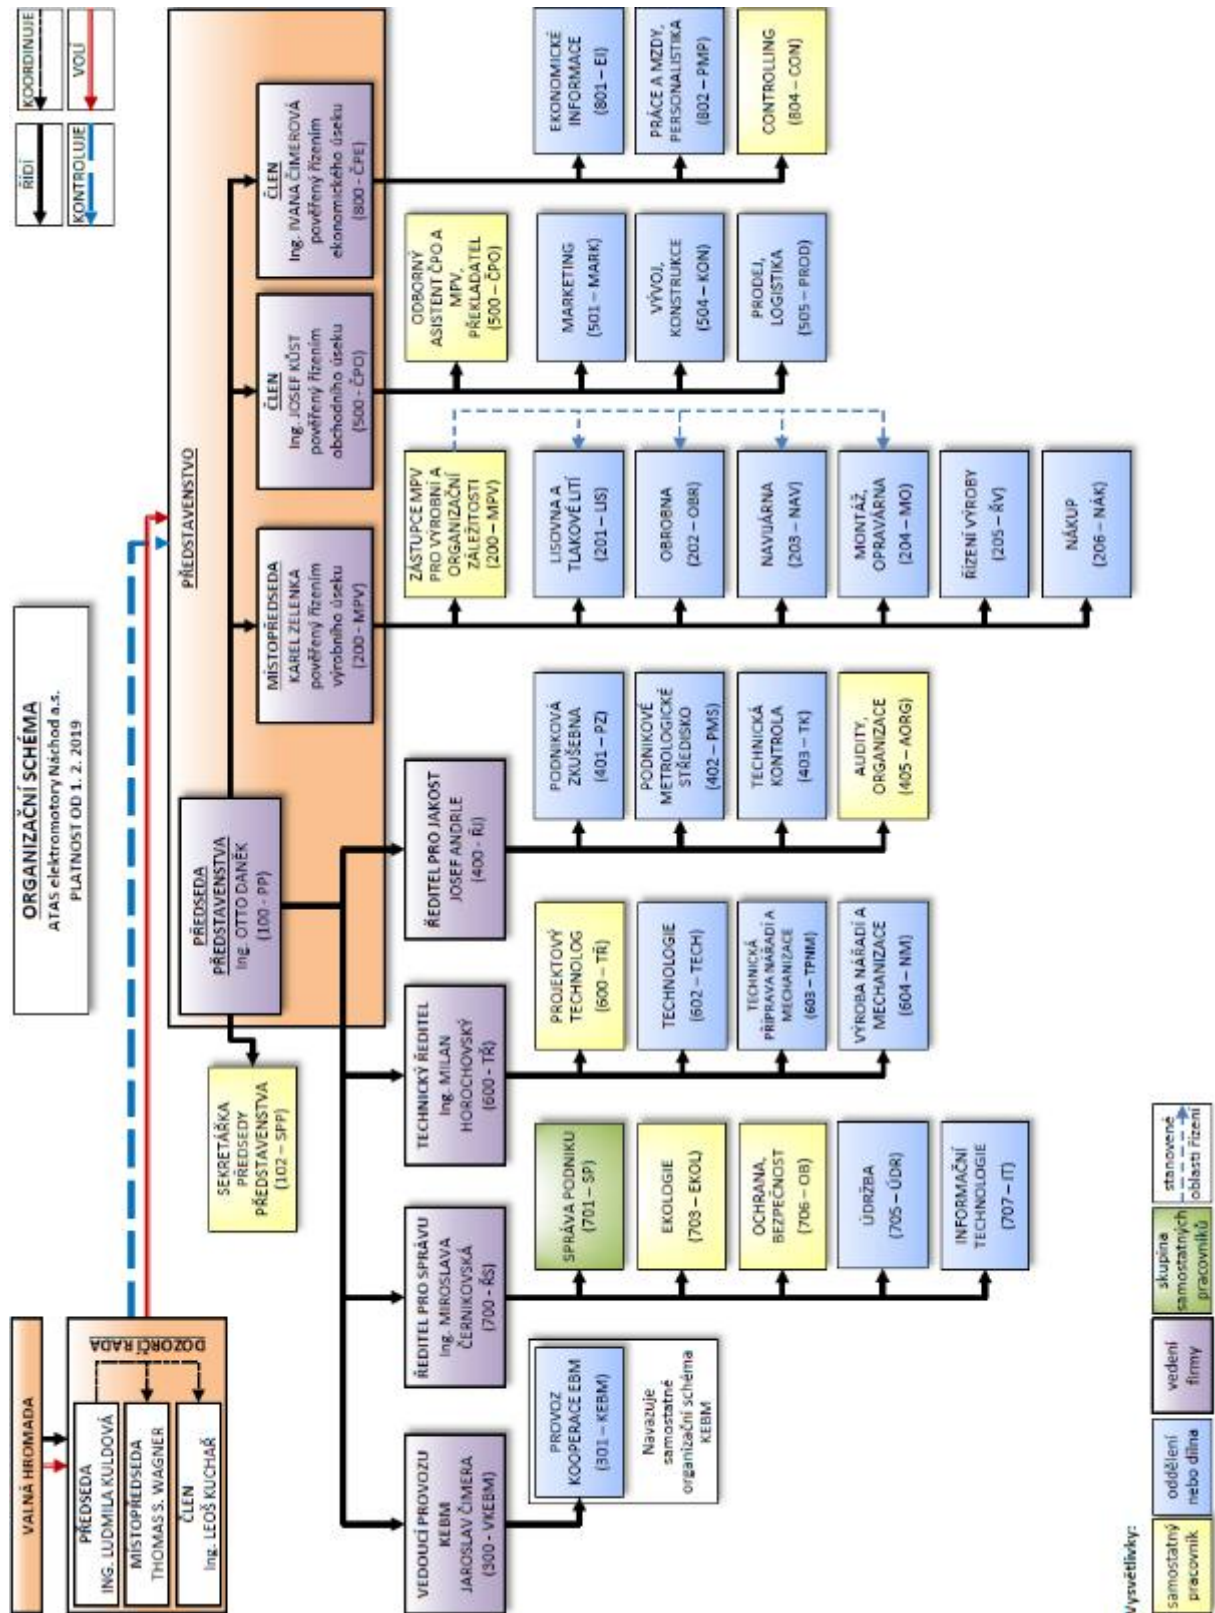 ORGANIZAČNÍ SCHÉMA
ATAS elektromotory Náchod a.s.
PLATNOST OD 1. 2. 2019
ŘÍDÍ
KOORDINUJE
KONTROLUJE
VOLÍ
VALNÁ HROMADA
DOZORČÍ RADA
PŘEDSEDA
ING. LUDMILA KULDOVÁ
MÍSTOPŘEDSEDA
THOMAS S. WAGNER
ČLEN
Ing. LEOŠ KUCHAŘ
PŘEDSTAVENSTVO
PŘEDSEDA
PŘEDSTAVENSTVA
Ing. OTTO DANĚK
(100 - PP)
SEKRETÁŘKA
PŘEDSEDY
PŘEDSTAVENSTVA
(102 – SPP)
MÍSTOPŘEDSEDA
KAREL ZELENKA
pověřený řízením
výrobního úseku
(200 - MPV)
ČLEN
Ing. JOSEF KŮST
pověřený řízením
obchodního úseku
(500 - ČPO)
ČLEN
Ing. IVANA ČIMEROVÁ
pověřený řízením
ekonomického úseku
(800 - ČPE)
VEDOUCÍ PROVOZU
KEBM
JAROSLAV ČIMERA
(300 - VKEBM)
ŘEDITEL PRO SPRÁVU
Ing. MIROSLAVA
ČERNIKOVSKÁ
(700 - ŘS)
TECHNICKÝ ŘEDITEL
Ing. MILAN
HOROCHOVSKÝ
(600 - TŘ)
ŘEDITEL PRO JAKOST
JOSEF ANDRLE
(400 - ŘJ)
ZÁSTUPCE MPV
PRO VÝROBNÍ A
ORGANIZAČNÍ
ZÁLEŽITOSTI
(200 – MPV)
ODBORNÝ
ASISTENT ČPO A
MPV,
PŘEKLADATEL
(500 – ČPO)
PROVOZ
KOOPERACE EBM
(301 – KEBM)
Navazuje
samostatné
organizační schéma
KEBM
SPRÁVA PODNIKU
(701 – SP)
EKOLOGIE
(703 – EKOL)
OCHRANA,
BEZPEČNOST
(706 – OB)
ÚDRŽBA
(705 – ÚDR)
INFORMAČNÍ
TECHNOLOGIE
(707 – IT)
PROJEKTOVÝ
TECHNOLOG
(600 – TŘ)
TECHNOLOGIE
(602 – TECH)
TECHNICKÁ
PŘÍPRAVA NÁŘADÍ A
MECHANIZACE
(603 – TPNM)
VÝROBA NÁŘADÍ A
MECHANIZACE
(604 – NM)
PODNIKOVÁ
ZKUŠEBNA
(401 – PZ)
PODNIKOVÉ
METROLOGICKÉ
STŘEDISKO
(402 – PMS)
TECHNICKÁ
KONTROLA
(403 – TK)
AUDITY,
ORGANIZACE
(405 – AORG)
LISOVNA A
TLAKOVÉ LITÍ
(201 – LIS)
OBROBNA
(202 – OBR)
NAVIJÁRNA
(203 – NAV)
MONTÁŽ,
OPRAVÁRNA
(204 – MO)
ŘÍZENÍ VÝROBY
(205 – ŘV)
NÁKUP
(206 – NÁK)
MARKETING
(501 – MARK)
VÝVOJ,
KONSTRUKCE
(504 – KON)
PRODEJ,
LOGISTIKA
(505 – PROD)
EKONOMICKÉ
INFORMACE
(801 – EI)
PRÁCE A MZDY,
PERSONALISTIKA
(802 – PMP)
CONTROLLING
(804 – CON)
Vysvětlivky:
samostatný
pracovník
oddělení
nebo dílna
vedení
firmy
skupina
samostatných
pracovníků
stanovené
oblasti řízení